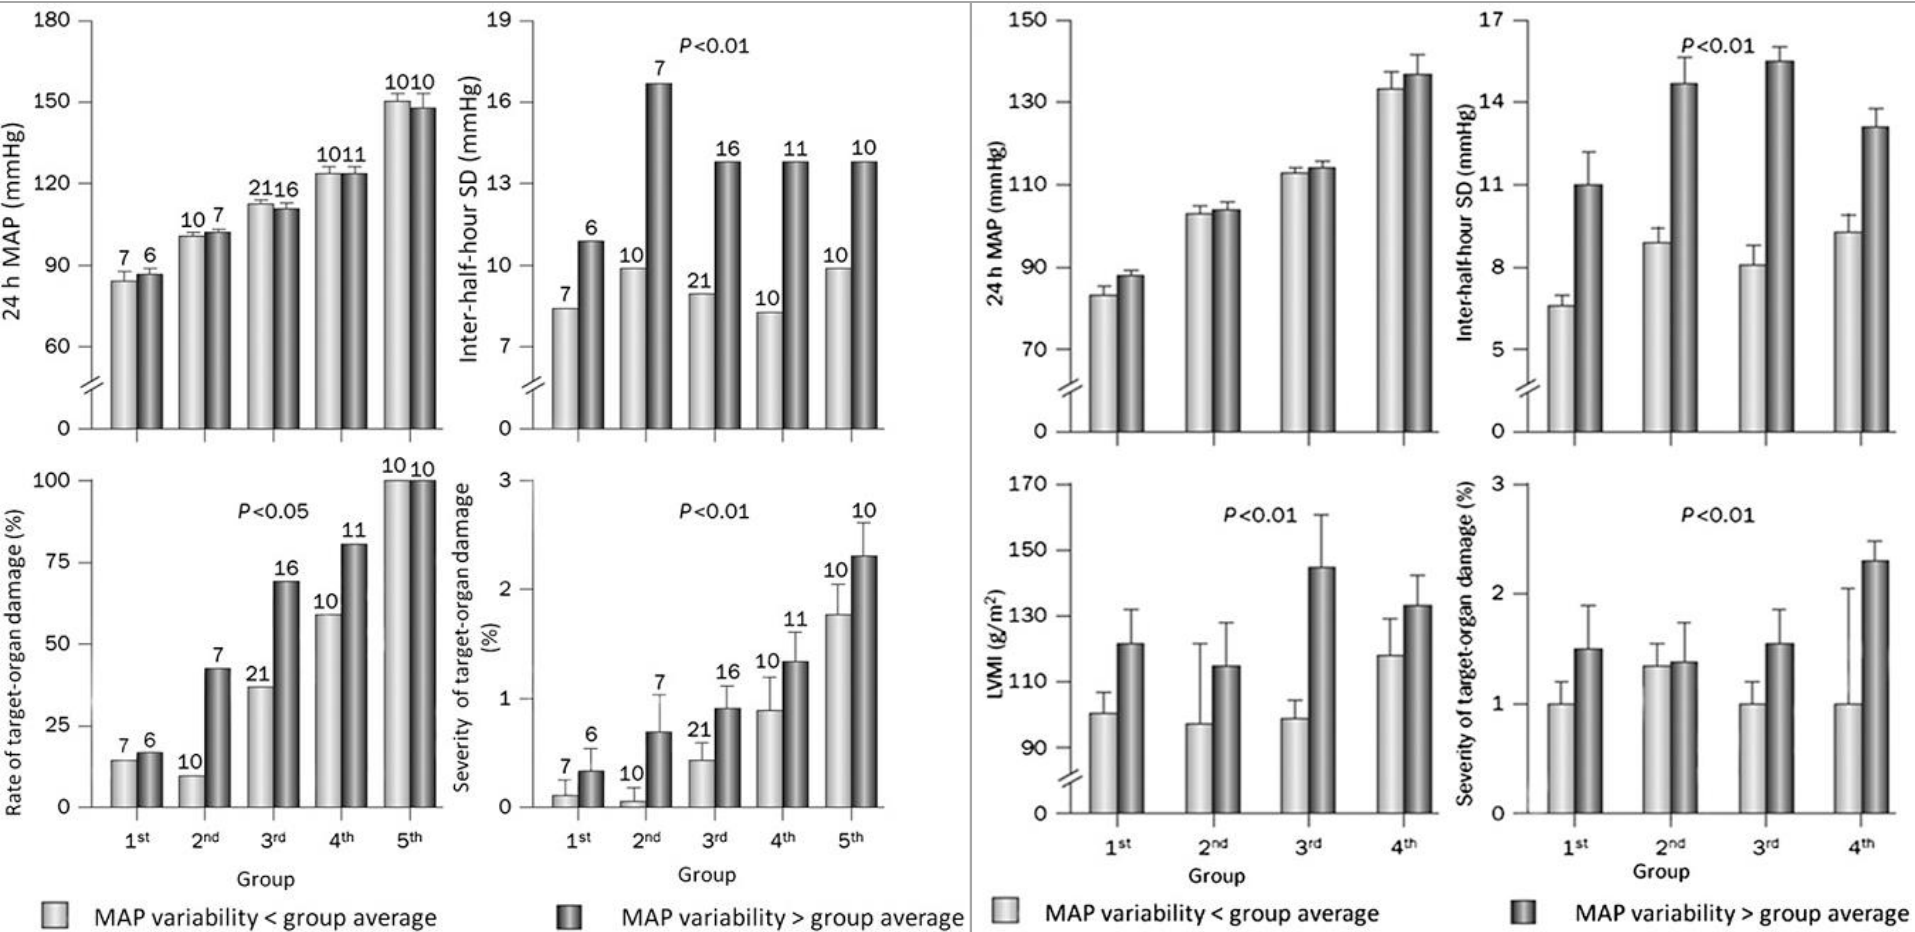 180
150
120
90
60
0
24 h MAP (mmHg)
7 6
10 7
21 16
10 11
10 10
19
16
13
10
7
0
Inter-half-hour SD (mmHg)
P<0.01
7 6
10 7
21 16
10 11
10 10
100
75
50
25
0
Rate of target-organ damage (%)
P<0.05
7 6
10 7
21 16
10 11
10 10
1st 2nd 3rd 4th 5th
Group
3
2
1
0
Severity of target-organ damage
(%)
P<0.01
7 6
10 7
21 16
10 11
10 10
1st 2nd 3rd 4th 5th
Group
MAP variability < group average
MAP variability > group average
150
130
110
90
70
0
24 h MAP (mmHg)
17
14
11
8
5
0
Inter-half-hour SD (mmHg)
P<0.01
170
150
130
110
90
0
LVMI (g/m2)
P<0.01
1st 2nd 3rd 4th
Group
3
2
1
0
Severity of target-organ damage (%)
P<0.01
1st 2nd 3rd 4th
Group
MAP variability < group average
MAP variability > group average